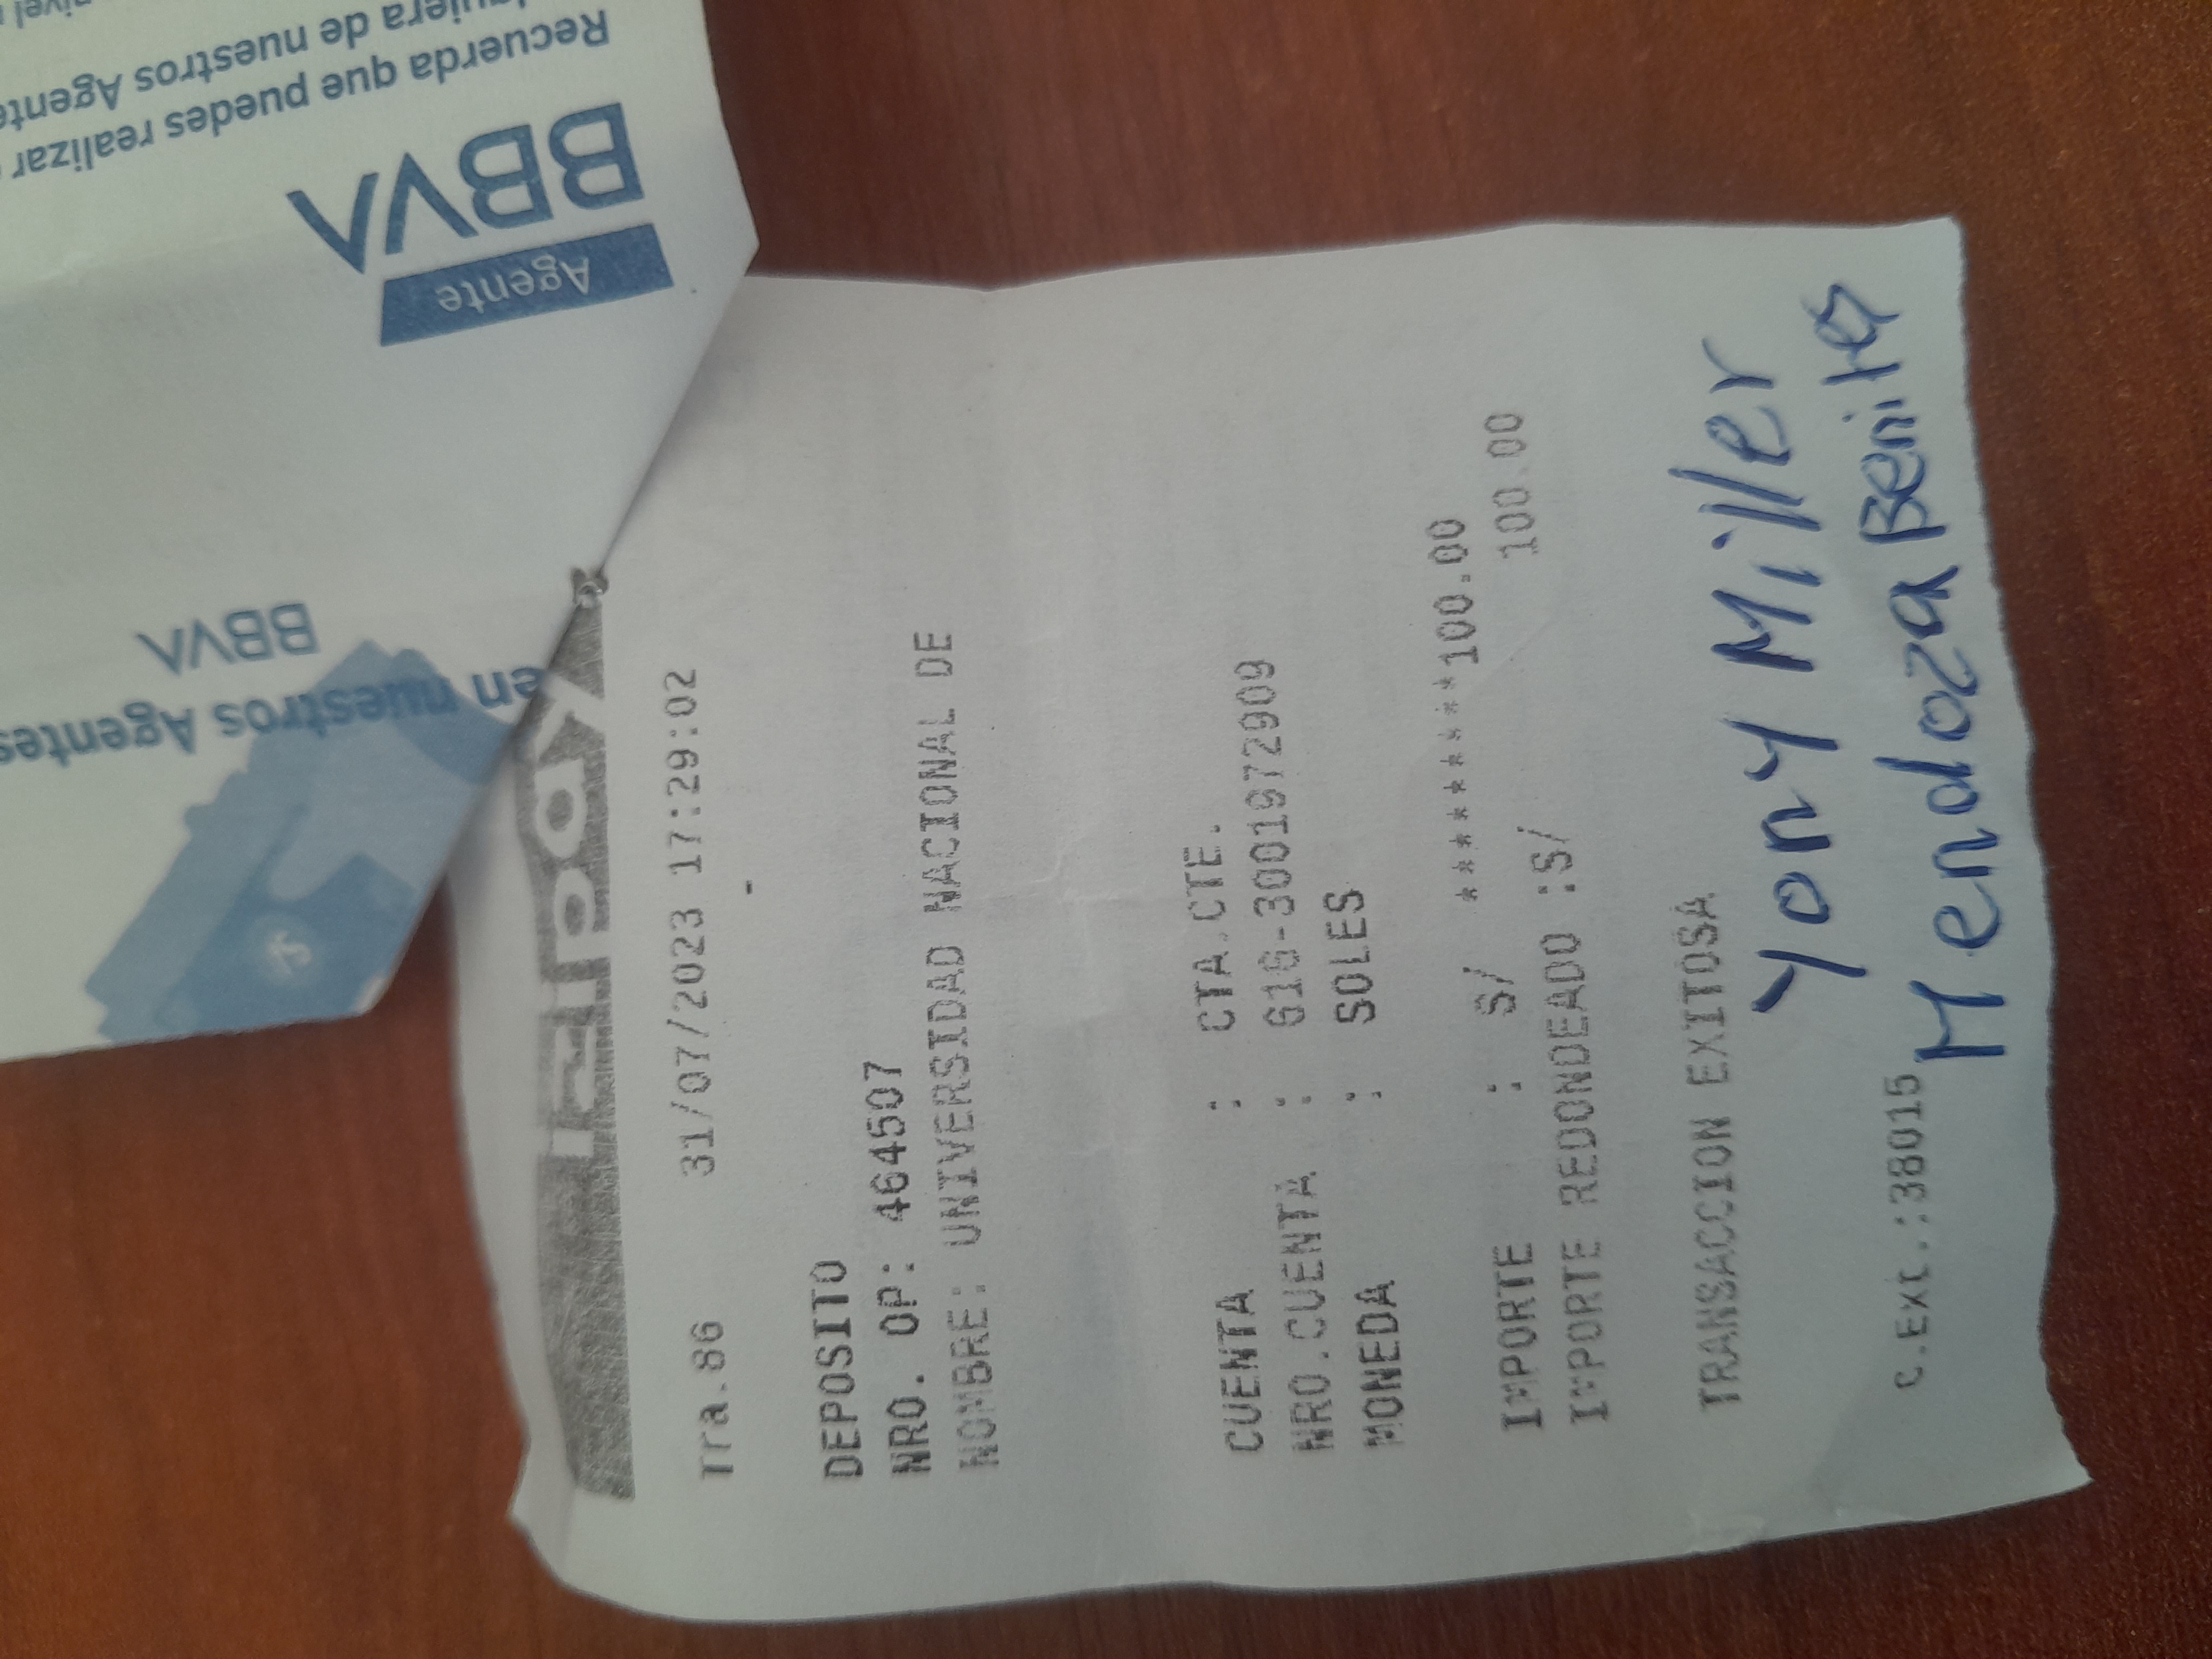 nivel
quiera de nuestros Agente
Recuerda que puedes realizar
BBVA
Agente
BBVA
en nuestros Agentes
Tra.86 31/07/2023 17:29:02
-
DEPOSITO
NRO. OP: 464507
NOMBRE: UNIVERSIDAD NACIONAL DE
CUENTA : CTA.CTE.
NRO.CUENTA : 616-3001972909
MONEDA : SOLES
IMPORTE : S/ *********100.00
IMPORTE REDONDEADO :S/ 100.00
TRANSACCION EXITOSA
Yony Miller
C.Ext.:38015
Mendoza Benites